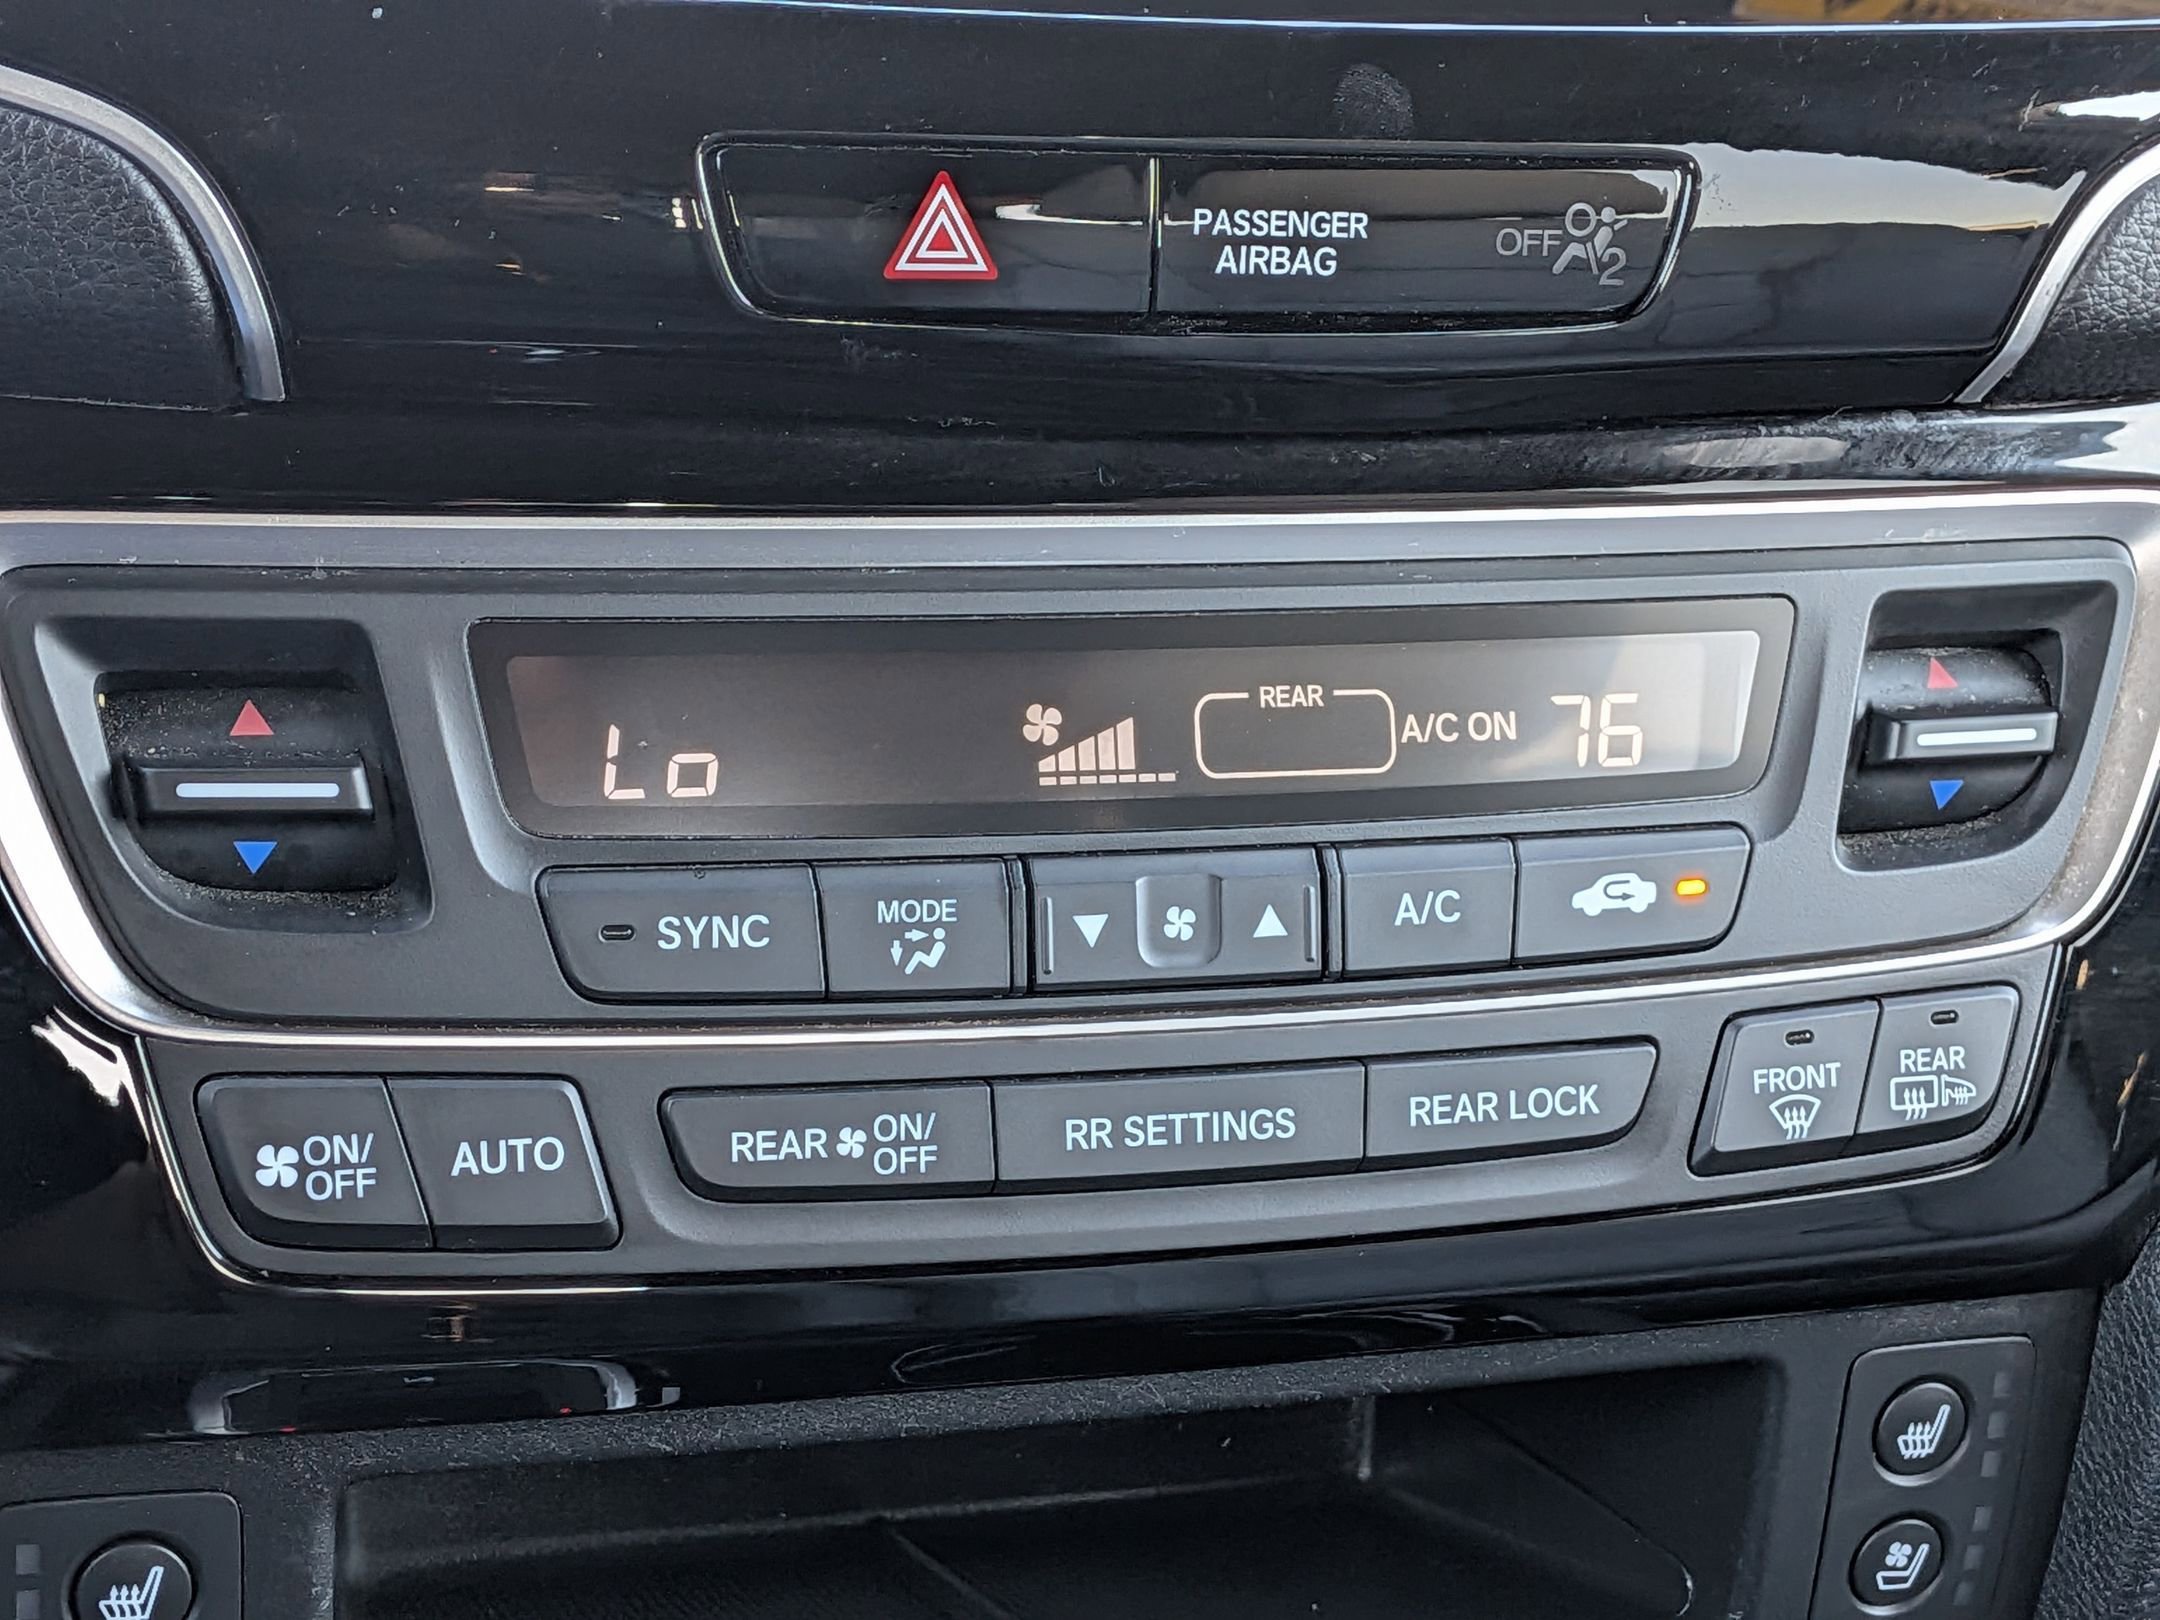 PASSENGER
AIRBAG
OFF
2
REAR
Lo
A/C ON
76
SYNC
MODE
A/C
ON/
OFF
AUTO
REAR
ON/
OFF
RR SETTINGS
REAR LOCK
FRONT
REAR